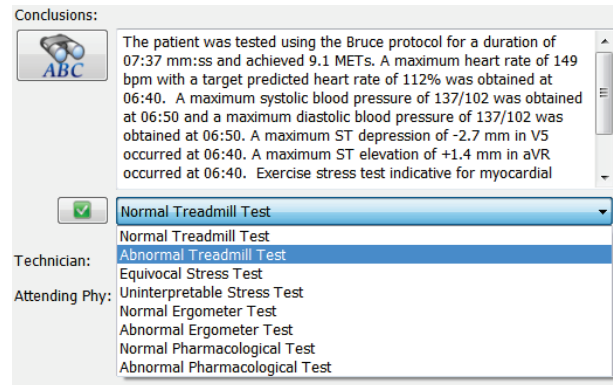 Conclusions:
ABC
The patient was tested using the Bruce protocol for a duration of
07:37 mm:ss and achieved 9.1 METs. A maximum heart rate of 149
bpm with a target predicted heart rate of 112% was obtained at
06:40.  A maximum systolic blood pressure of 137/102 was obtained
at 06:50 and a maximum diastolic blood pressure of 137/102 was
obtained at 06:50. A maximum ST depression of -2.7 mm in V5
occurred at 06:40. A maximum ST elevation of +1.4 mm in aVR
occurred at 06:40.  Exercise stress test indicative for myocardial
Normal Treadmill Test
Normal Treadmill Test
Abnormal Treadmill Test
Technician:
Equivocal Stress Test
Uninterpretable Stress Test
Attending Phy:
Normal Ergometer Test
Abnormal Ergometer Test
Normal Pharmacological Test
Abnormal Pharmacological Test